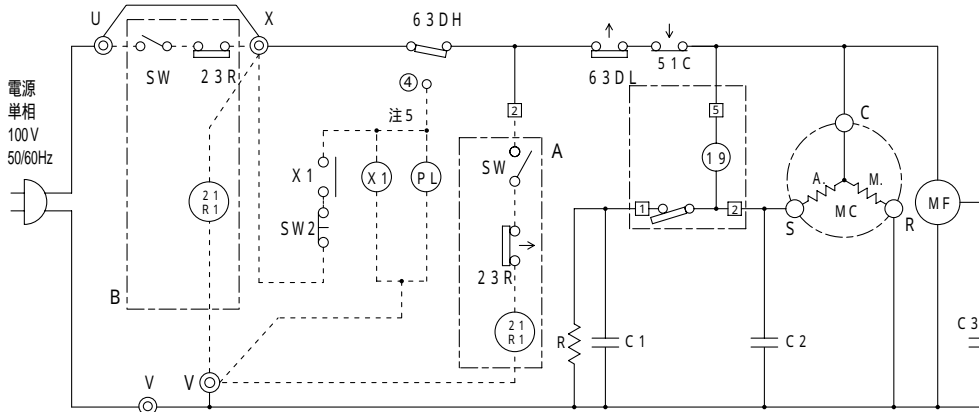 U
X
63DH
SW
23R
電源
単相
100V
50/60Hz
④
注5
63DL
51C
2
5
A
C
SW
X1
X1
PL
19
A.
M.
MC
MF
21
R1
1
2
S
R
SW2
23R
B
21
R1
R
C1
C2
C3
V
V